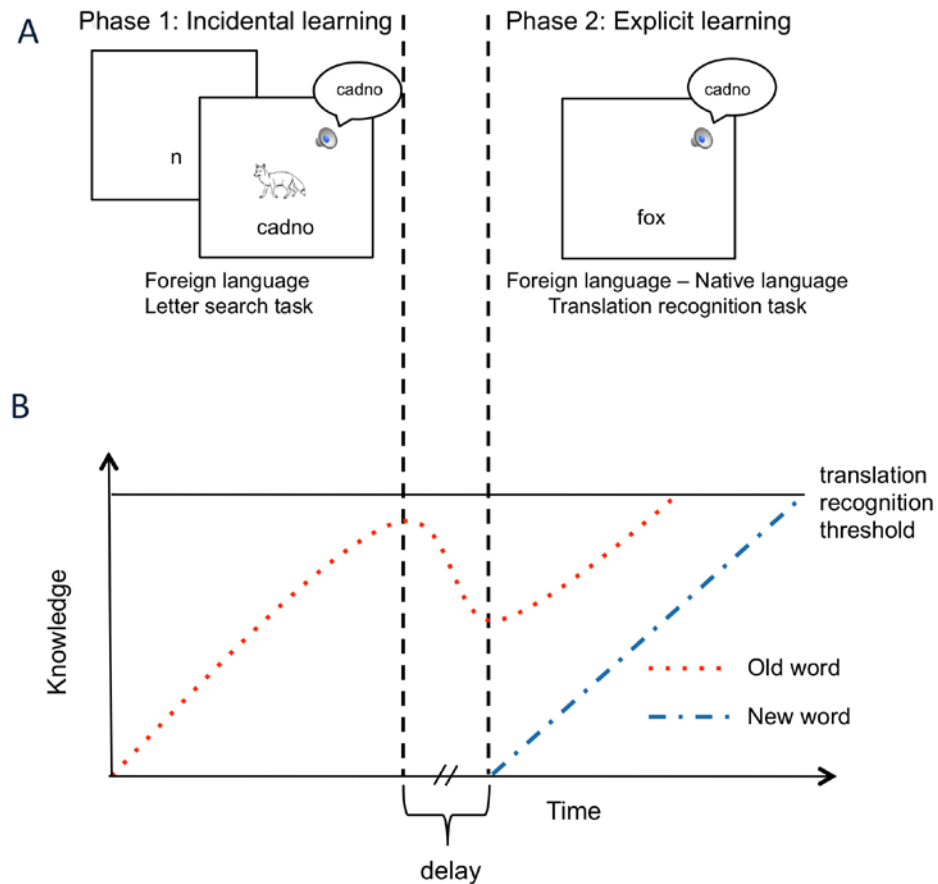 A
Phase 1: Incidental learning
Phase 2: Explicit learning
cadno
n
cadno
cadno
fox
Foreign language
Letter search task
Foreign language – Native language
Translation recognition task
B
translation
recognition
threshold
Knowledge
Old word
New word
Time
delay